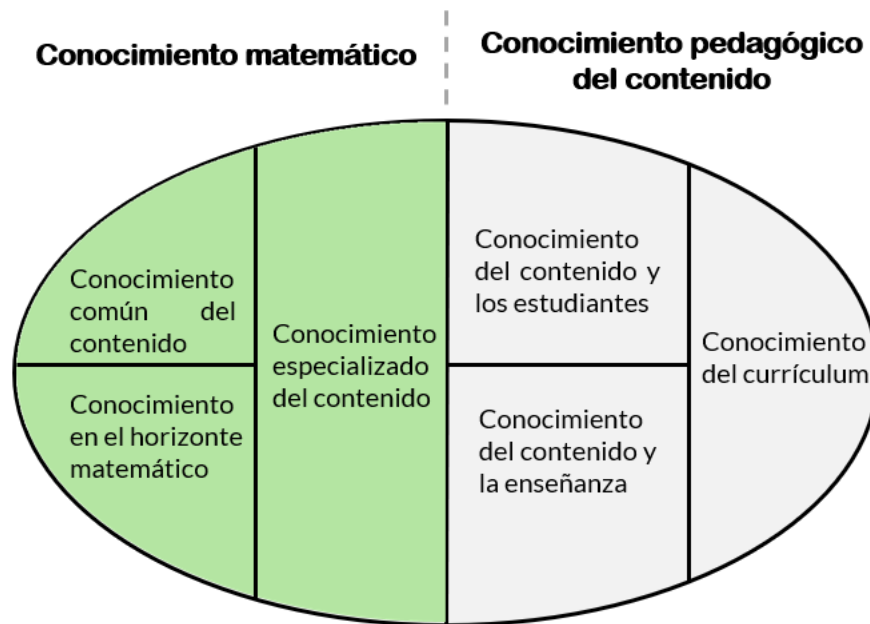 Conocimiento matemático
Conocimiento pedagógico
del contenido
Conocimiento
común del
contenido
Conocimiento
en el horizonte
matemático
Conocimiento
especializado
del contenido
Conocimiento
del contenido y
los estudiantes
Conocimiento
del contenido y
la enseñanza
Conocimiento
del currículum